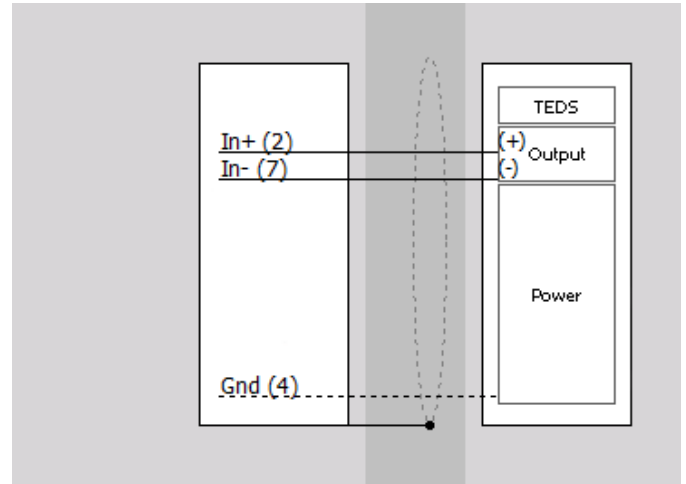 TEDS
In+ (2)
(+)
Output
In- (7)
(-)
Power
Gnd (4)